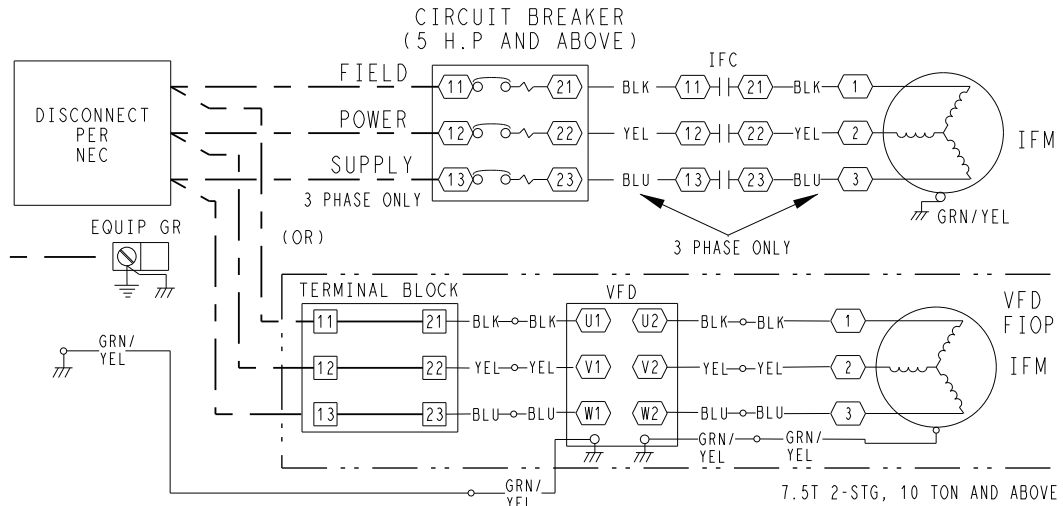 CIRCUIT BREAKER
(5 H.P AND ABOVE)
IFC
FIELD
11 21 BLK 11 21 BLK 1
DISCONNECT
PER
NEC
POWER
12 22 YEL 12 22 YEL 2
IFM
SUPPLY
13 23 BLU 13 23 BLU 3
3 PHASE ONLY
GRN/YEL
EQUIP GR
(OR)
3 PHASE ONLY
TERMINAL BLOCK
VFD
VFD
FIOP
11 21 BLK BLK U1 U2 BLK BLK 1
GRN/
YEL
12 22 YEL YEL V1 V2 YEL YEL 2
IFM
13 23 BLU BLU W1 W2 BLU BLU 3
GRN/
YEL
GRN/
YEL
GRN/
YEL
7.5T 2-STG, 10 TON AND ABOVE